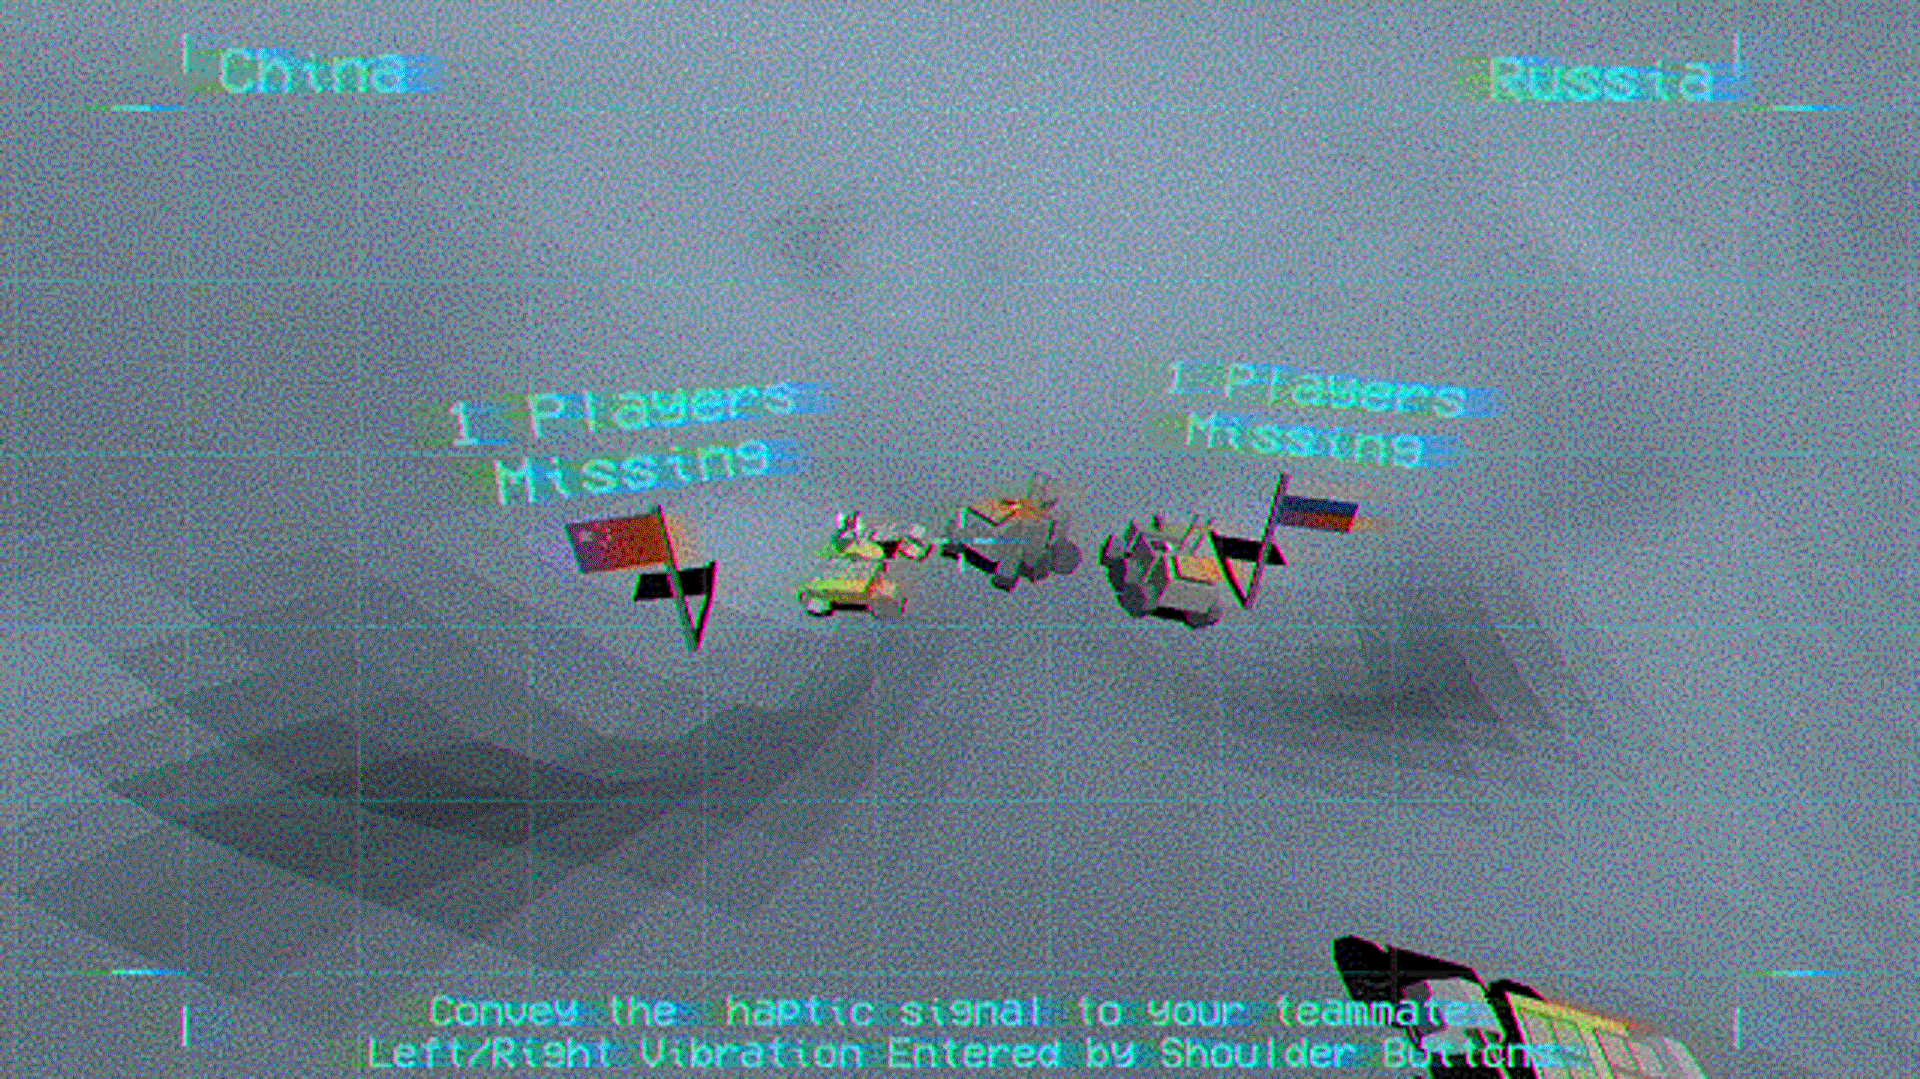 China
Russia
1 Players
Missing
1 Players
Missing
Convey the haptic signal to your teammate.
Left/Right Vibration Entered by Shoulder Buttons